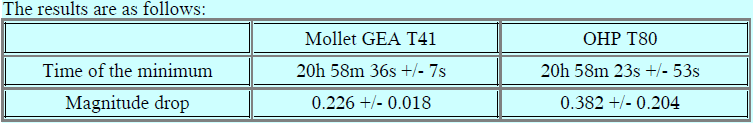 The results are as follows:
Mollet GEA T41 OHP T80
Time of the minimum 20h 58m 36s +/- 7s 20h 58m 23s +/- 53s
Magnitude drop 0.226 +/- 0.018 0.382 +/- 0.204